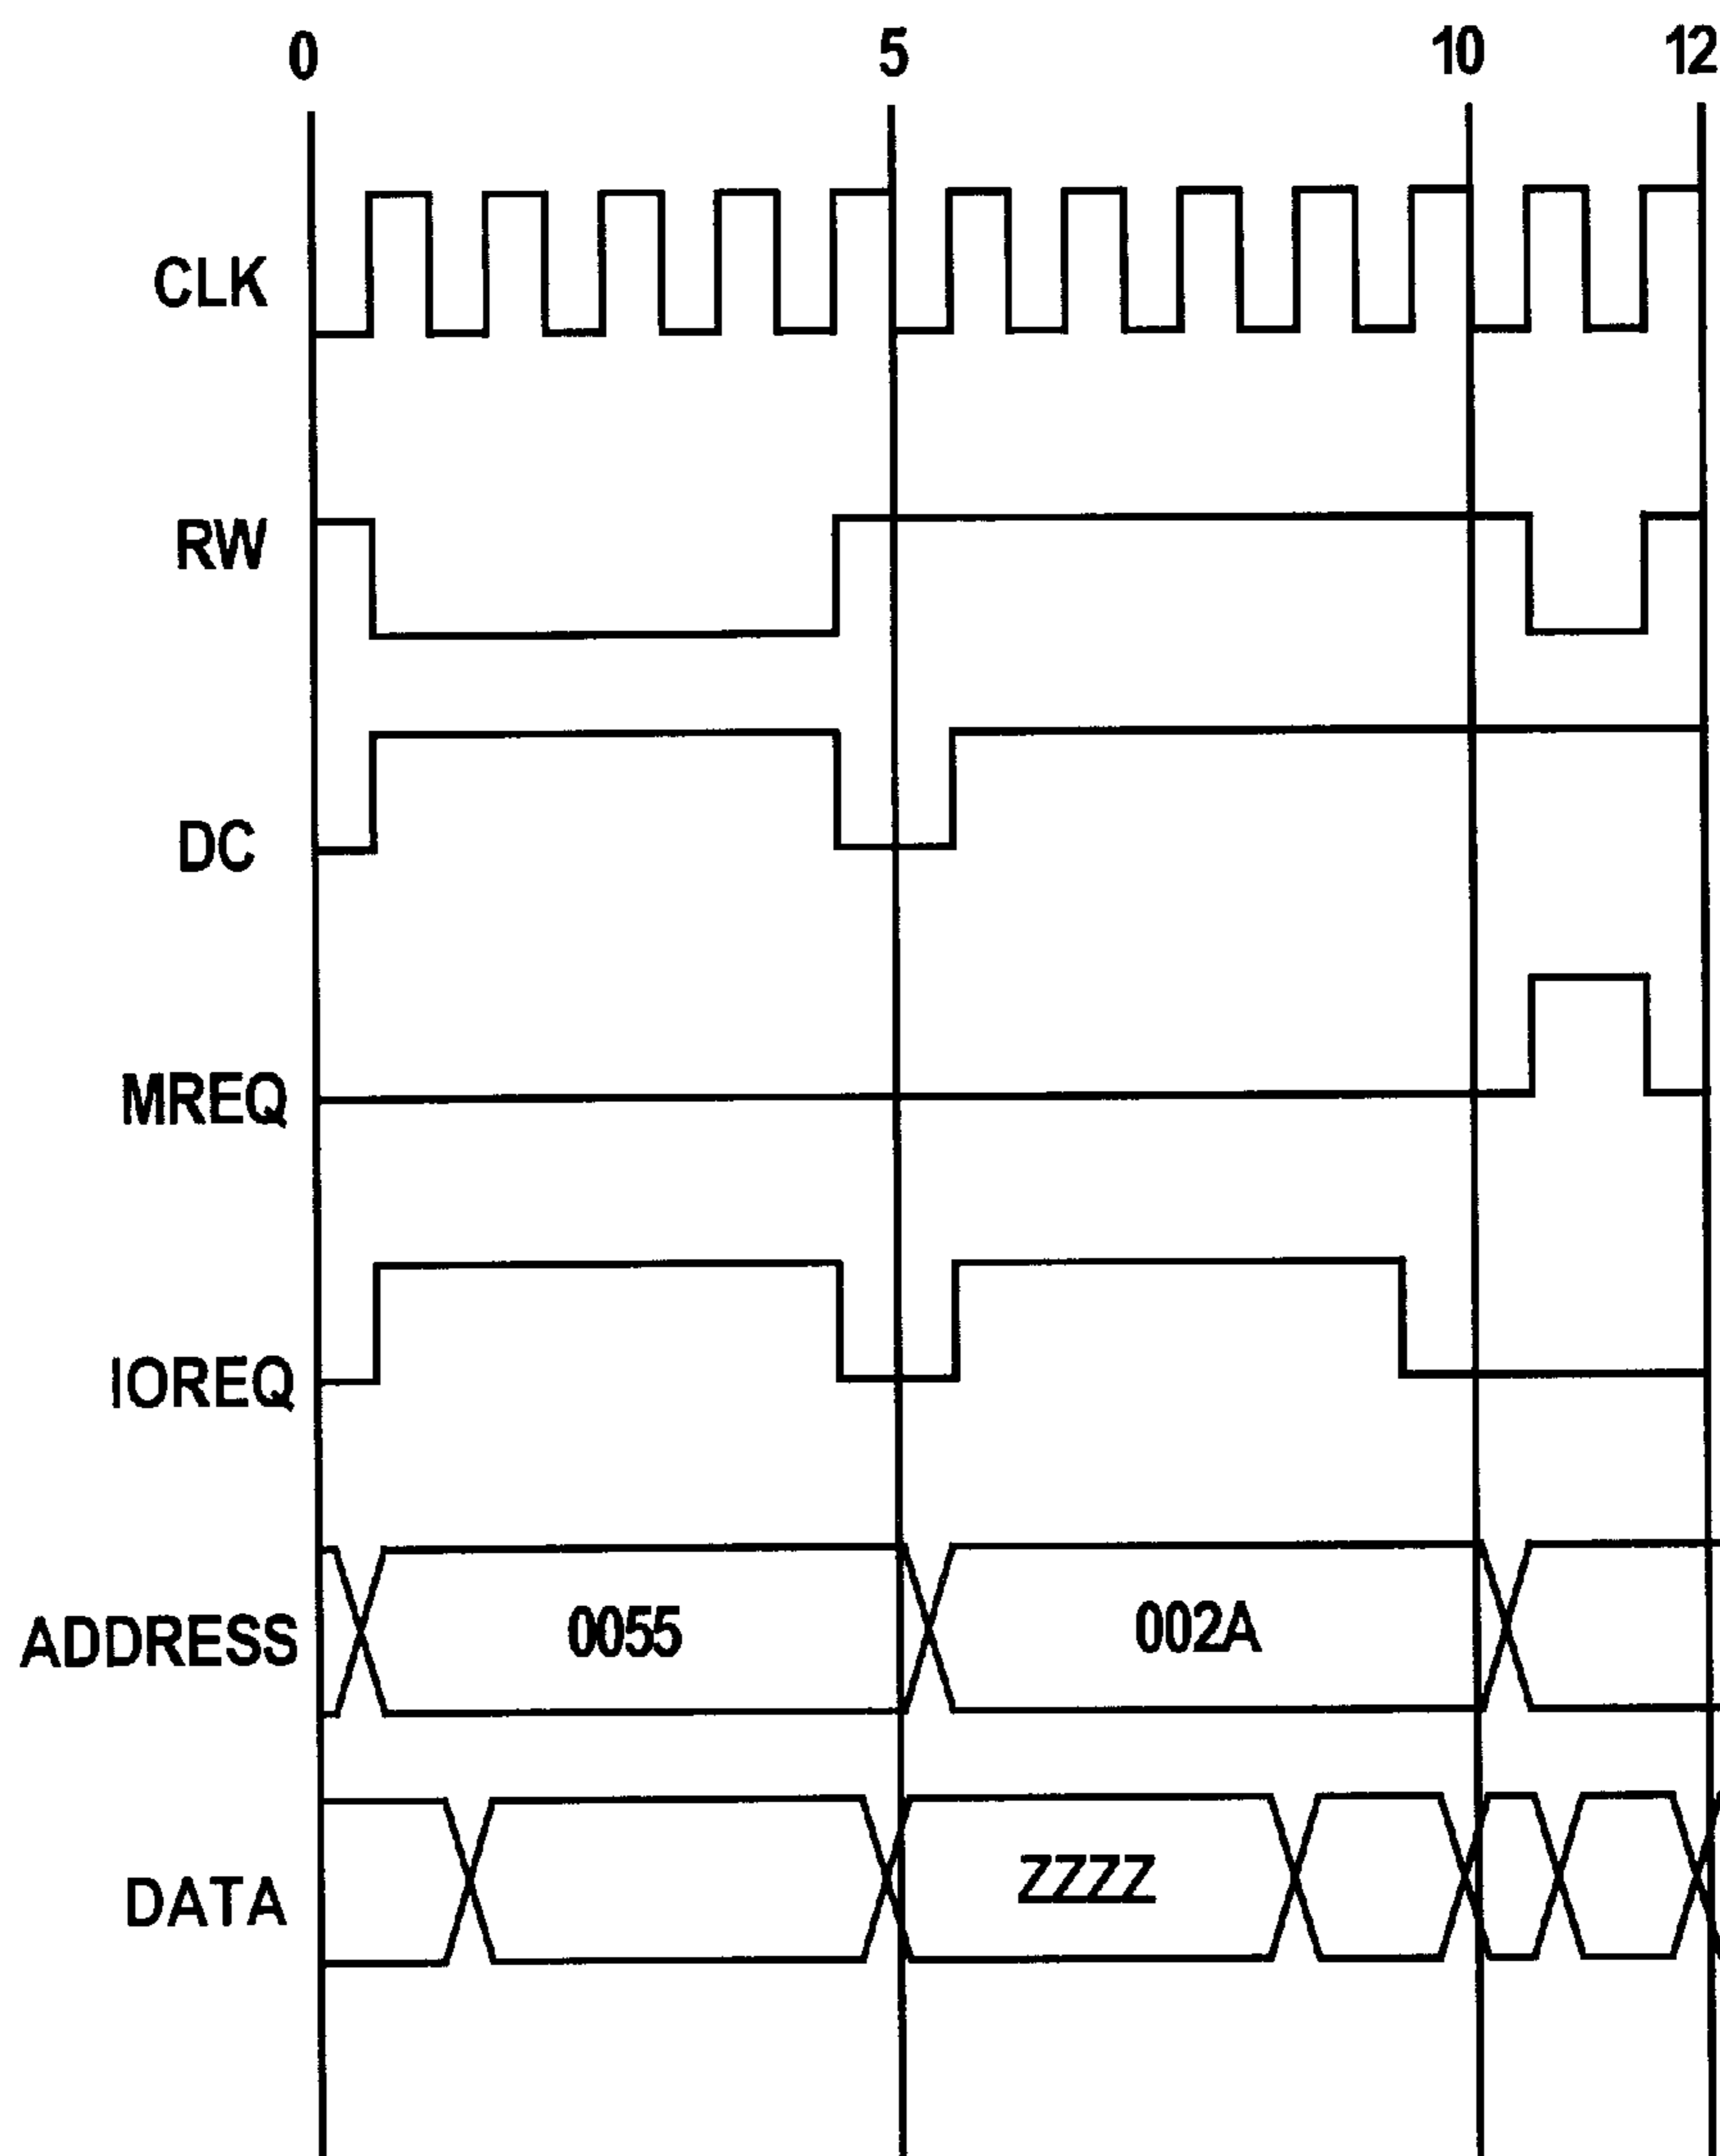 0 5 10 12
CLK
RW
DC
MREQ
IOREQ
ADDRESS 0055 002A
DATA ZZZZ